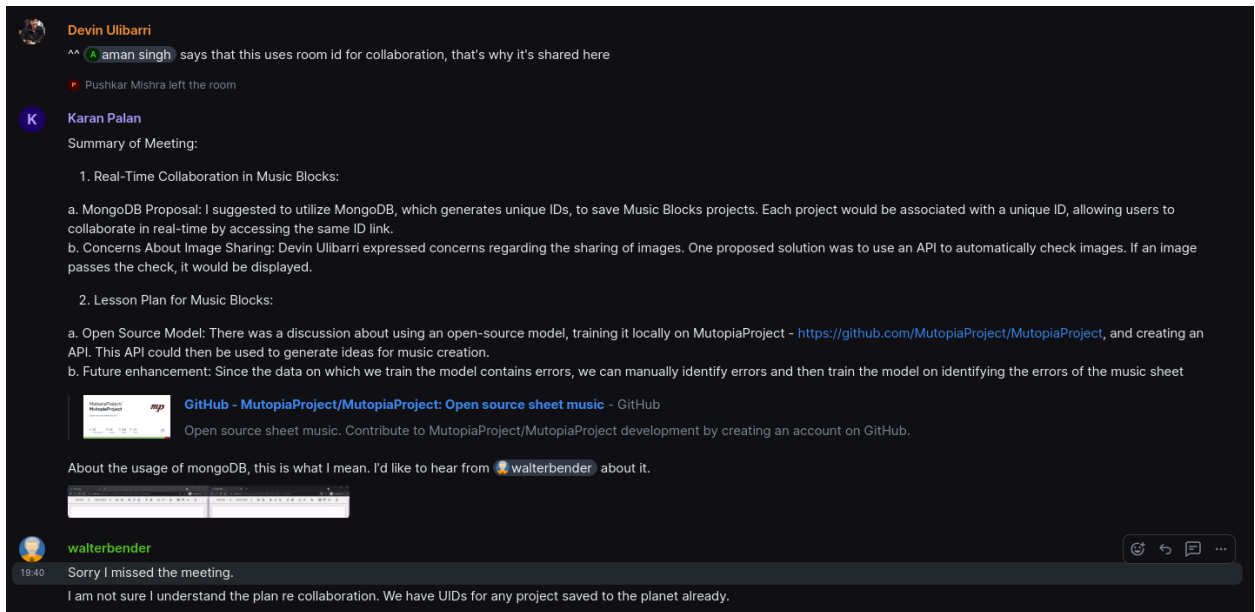 Devin Ulibarri
^^ A aman singh says that this uses room id for collaboration, that's why it's shared here
P Pushkar Mishra left the room
K Karan Palan
Summary of Meeting:
1. Real-Time Collaboration in Music Blocks:
a. MongoDB Proposal: I suggested to utilize MongoDB, which generates unique IDs, to save Music Blocks projects. Each project would be associated with a unique ID, allowing users to
collaborate in real-time by accessing the same ID link.
b. Concerns About Image Sharing: Devin Ulibarri expressed concerns regarding the sharing of images. One proposed solution was to use an API to automatically check images. If an image
passes the check, it would be displayed.
2. Lesson Plan for Music Blocks:
a. Open Source Model: There was a discussion about using an open-source model, training it locally on MutopiaProject - https://github.com/MutopiaProject/MutopiaProject, and creating an
API. This API could then be used to generate ideas for music creation.
b. Future enhancement: Since the data on which we train the model contains errors, we can manually identify errors and then train the model on identifying the errors of the music sheet
MutopiaProject/
MutopiaProject mp
GitHub - MutopiaProject/MutopiaProject: Open source sheet music - GitHub
Open source sheet music. Contribute to MutopiaProject/MutopiaProject development by creating an account on GitHub.
About the usage of mongoDB, this is what I mean. I'd like to hear from walterbender about it.
walterbender
19:40 Sorry I missed the meeting.
I am not sure I understand the plan re collaboration. We have UIDs for any project saved to the planet already.